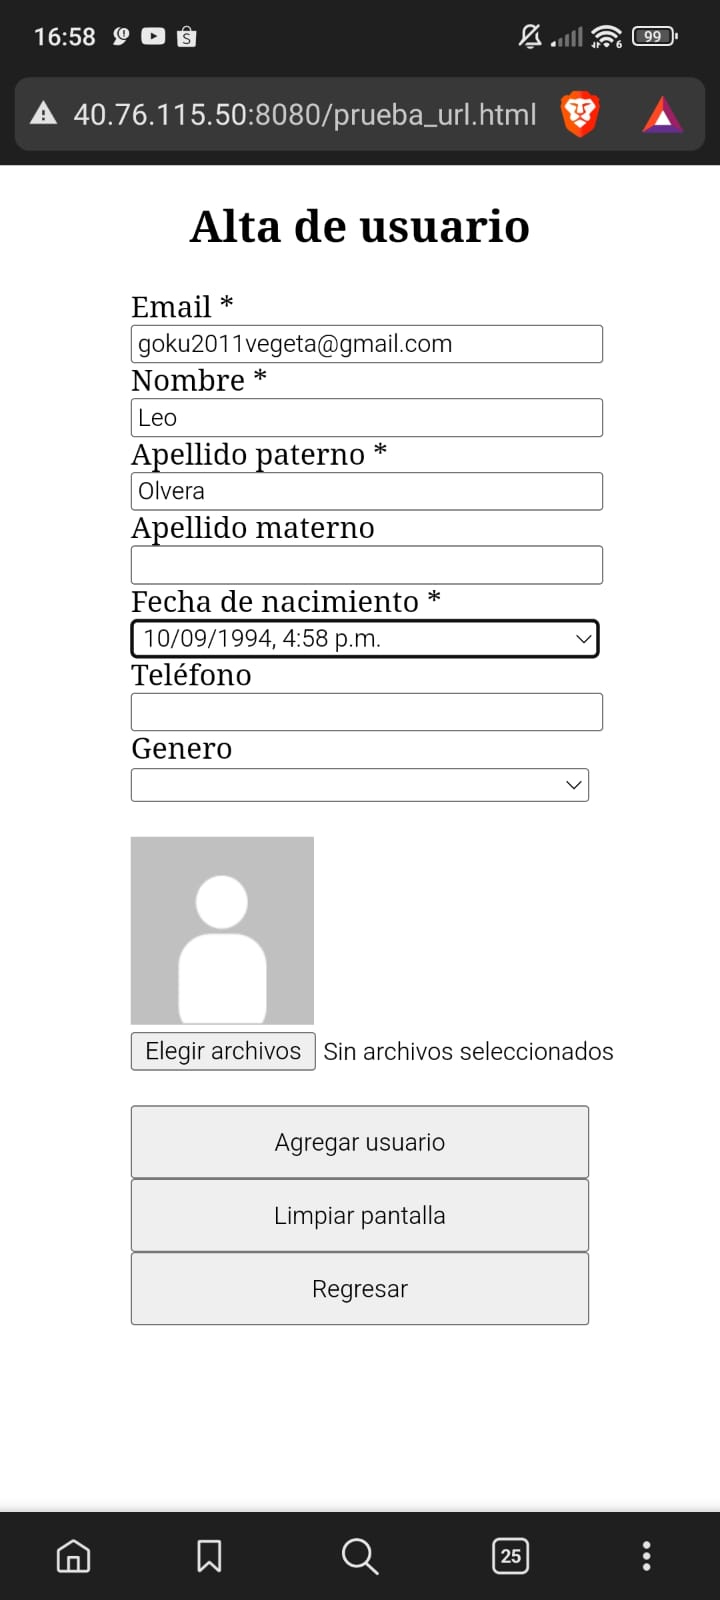 16:58
99
40.76.115.50:8080/prueba_url.html
Alta de usuario
Email *
goku2011vegeta@gmail.com
Nombre *
Leo
Apellido paterno *
Olvera
Apellido materno
Fecha de nacimiento *
10/09/1994, 4:58 p.m.
Teléfono
Genero
Elegir archivos Sin archivos seleccionados
Agregar usuario
Limpiar pantalla
Regresar
25